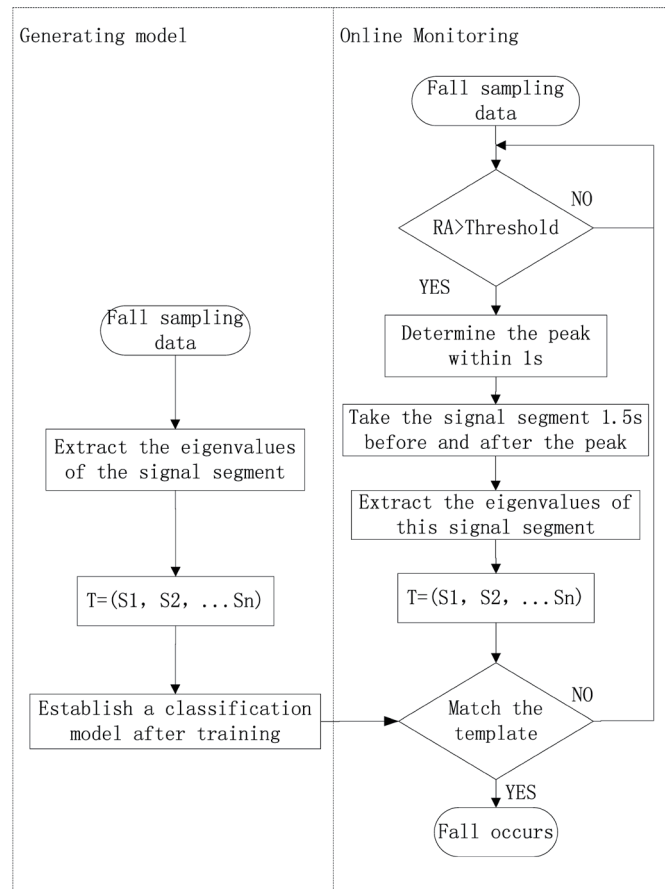 Generating model
Fall sampling
data
Extract the eigenvalues
of the signal segment
T=(S1, S2, ...Sn)
Establish a classification
model after training
Online Monitoring
Fall sampling
data
RA>Threshold
NO
YES
Determine the peak
within 1s
Take the signal segment 1.5s
before and after the peak
Extract the eigenvalues of
this signal segment
T=(S1, S2, ...Sn)
Match the
template
NO
YES
Fall occurs